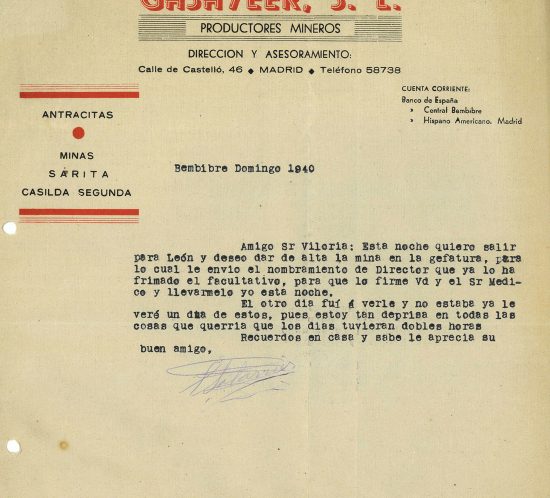 PRODUCTORES MINEROS
DIRECCION Y ASESORAMIENTO:
Calle de Castelló, 46 ● MADRID ● Teléfono 58738
CUENTA CORRIENTE:
Banco de España
» Central Bembibre
» Hispano Americano. Madrid
ANTRACITAS
MINAS
SARITA
CASILDA SEGUNDA
Bembibre Domingo 1940
Amigo Sr Viloria: Esta noche quiero salir
para León y deseo dar de alta la mina en la gefatura, para
lo cual le envio el nombramiento de Director que ya lo ha
frimado el facultativo, para que lo firme Vd y el Sr Medi-
co y llevarmelo yo esta noche.
El otro dia fuí verle y no estaba ya le
veré un dia de estos, pues estoy tan deprisa en todas las
cosas que querria que los dias tuvieran dobles horas
Recuerdos en casa y sabe le aprecia su
buen amigo,